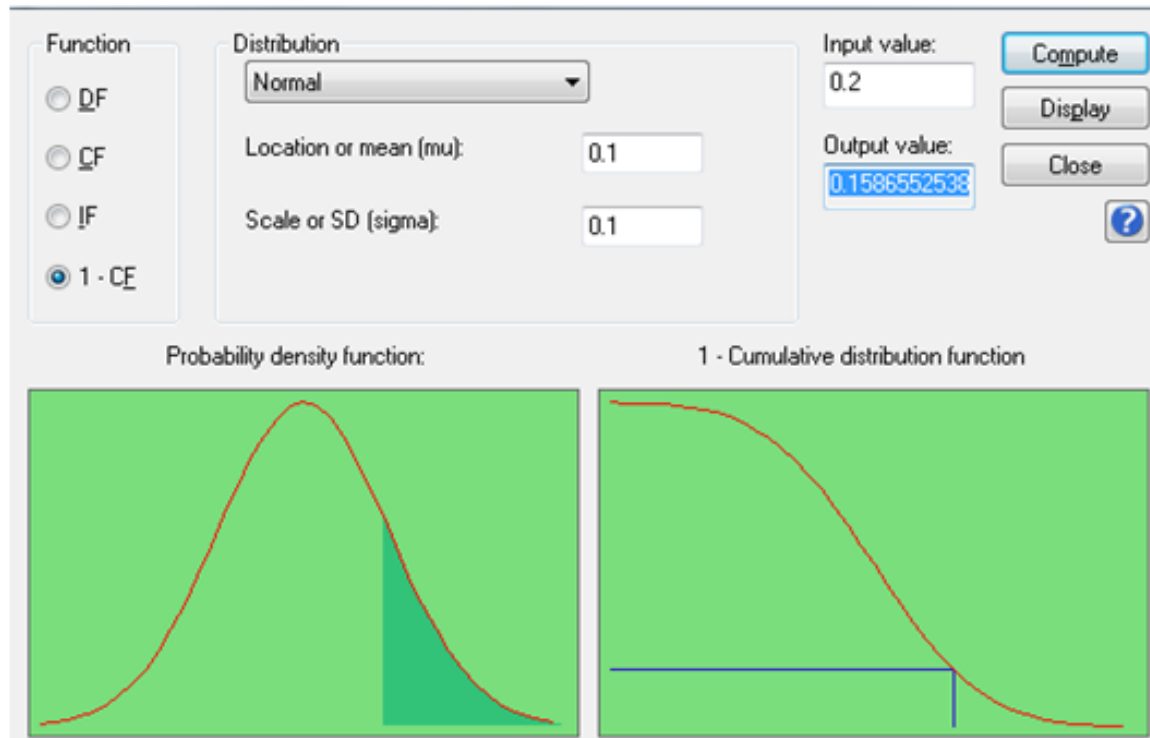 Function
DF
CF
IF
1 - CF
Distribution
Normal
Location or mean (mu):
0.1
Scale or SD (sigma):
0.1
Input value:
0.2
Output value:
0.1586552538
Compute
Display
Close
?
Probability density function:
1 - Cumulative distribution function